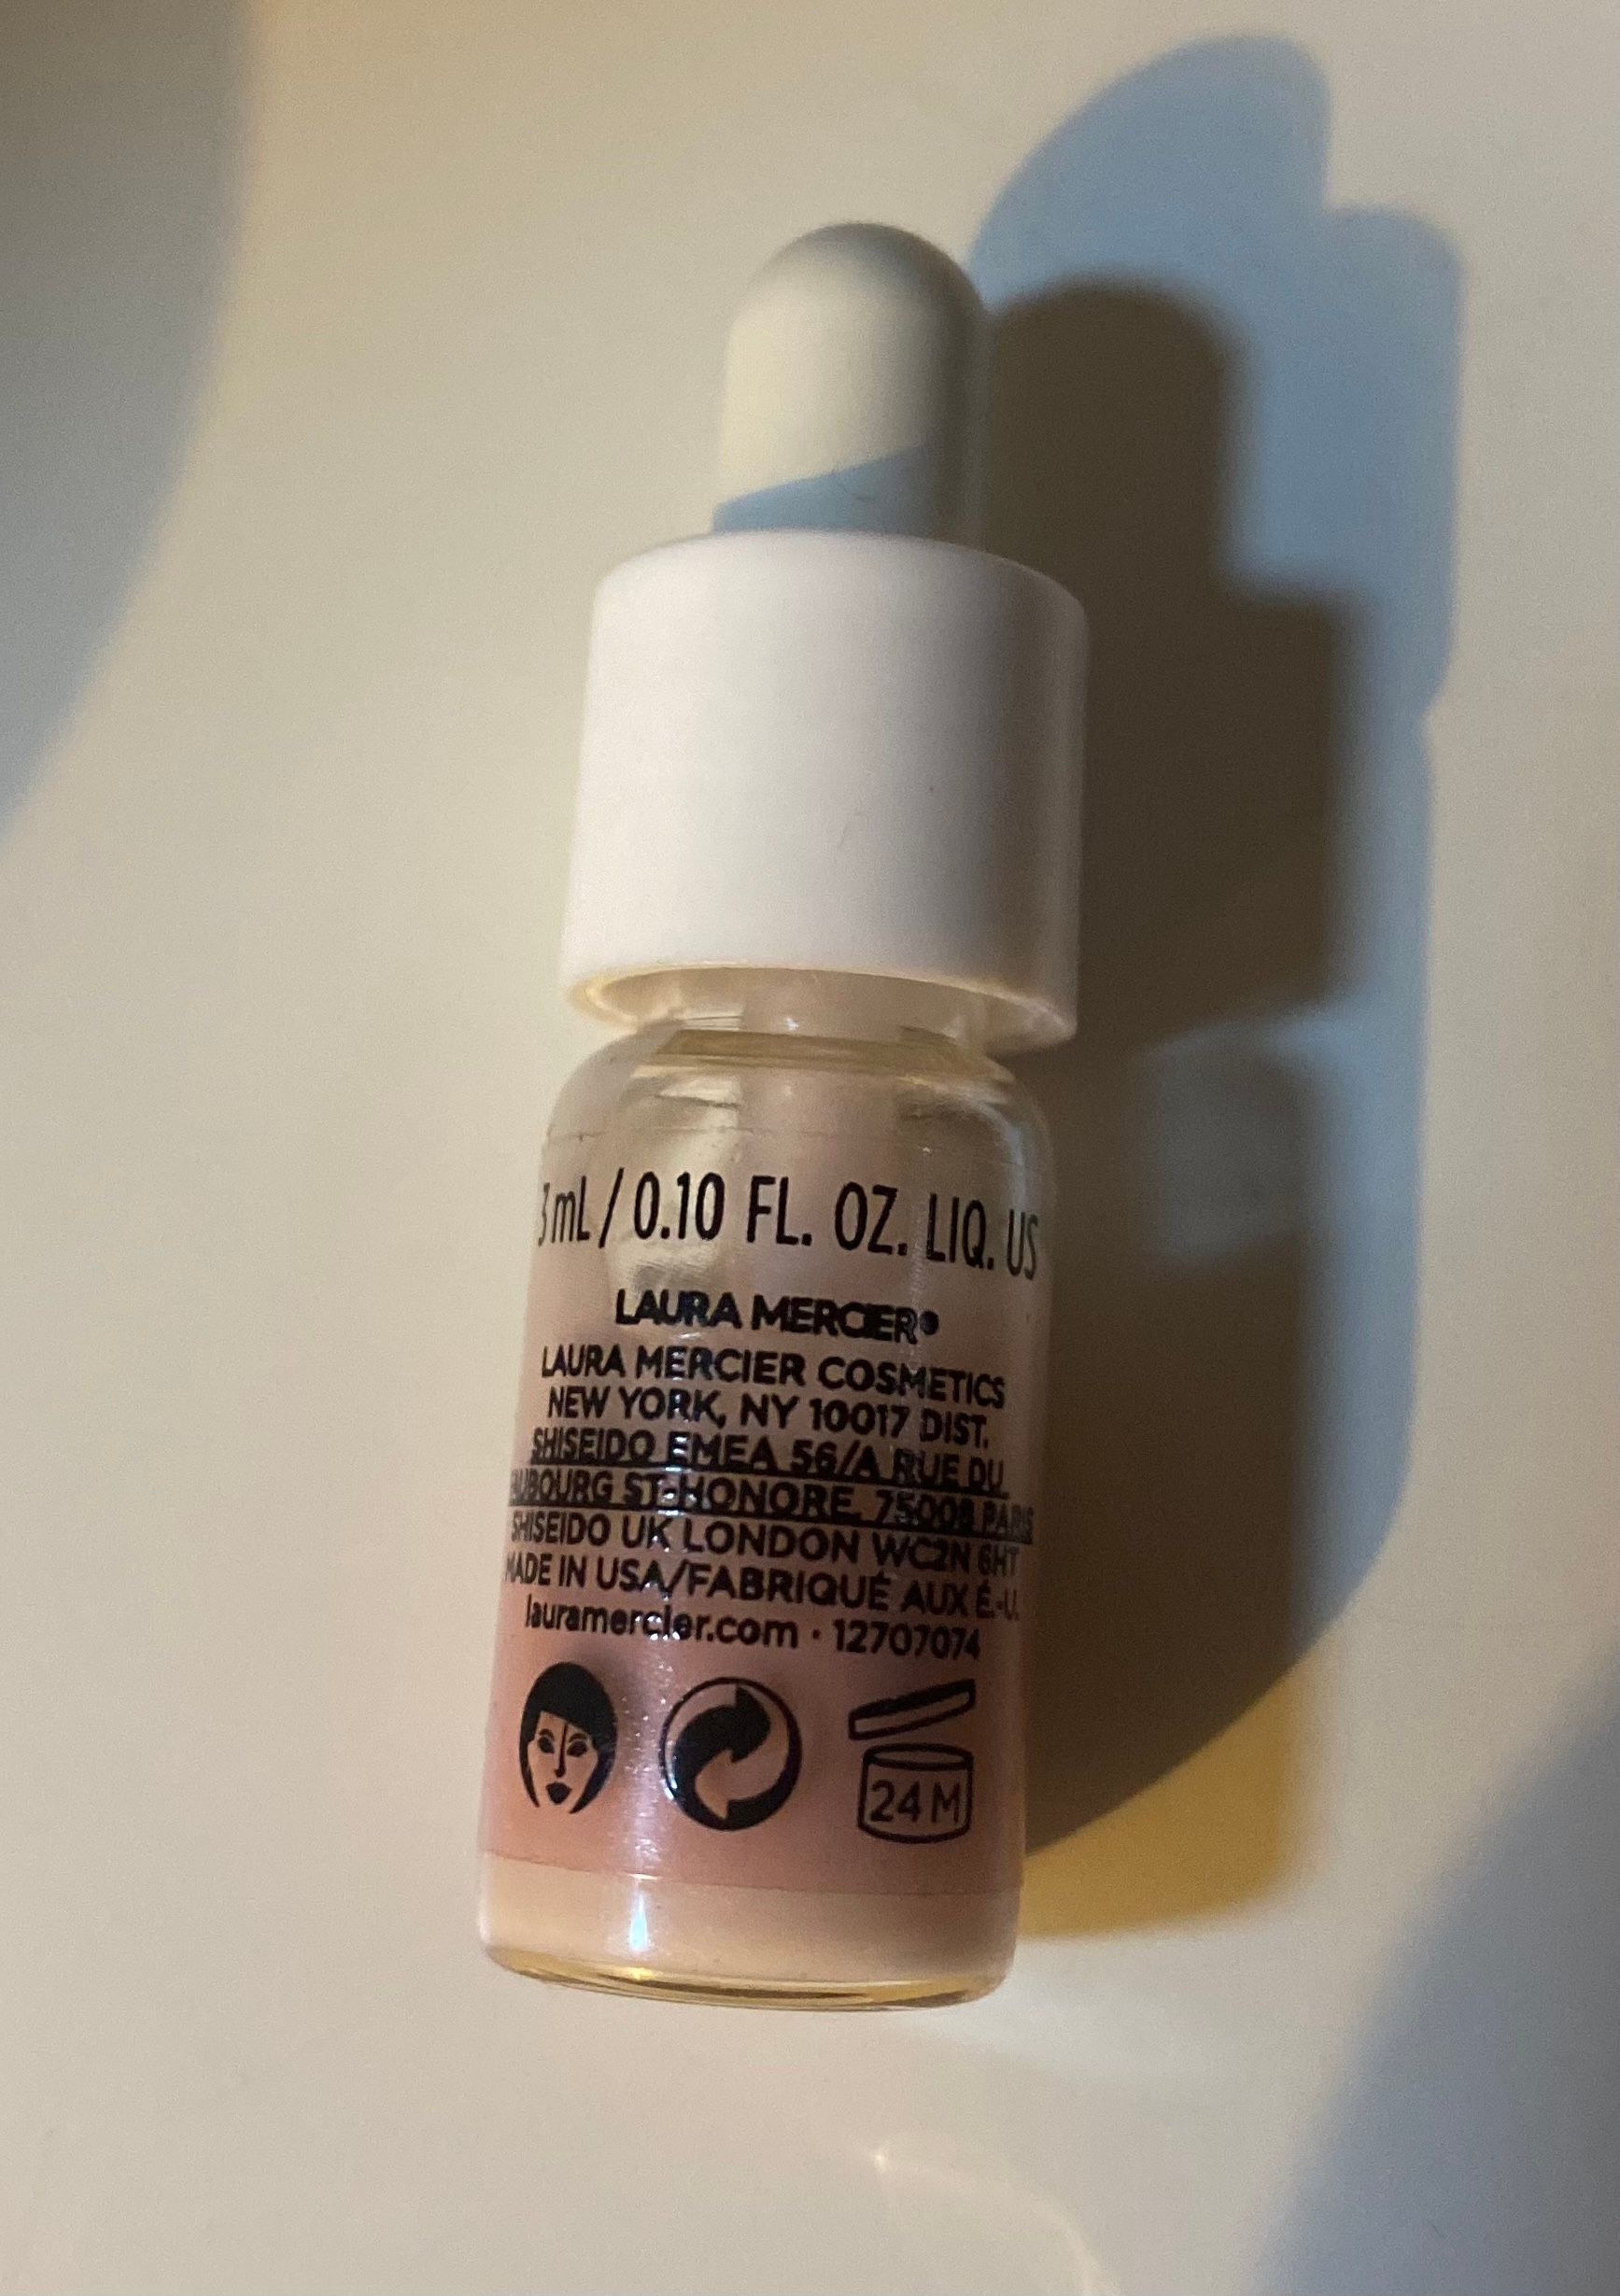 3 mL / 0.10 FL. OZ. LIQ. US
LAURA MERCIER®
LAURA MERCIER COSMETICS
NEW YORK, NY 10017 DIST.
SHISEIDO EMEA 56/A RUE DU
FAUBOURG ST-HONORE, 75008 PARIS
SHISEIDO UK LONDON WC2N 6HT
MADE IN USA/FABRIQUÉ AUX É.-U.
lauramercier.com · 12707074
24 M